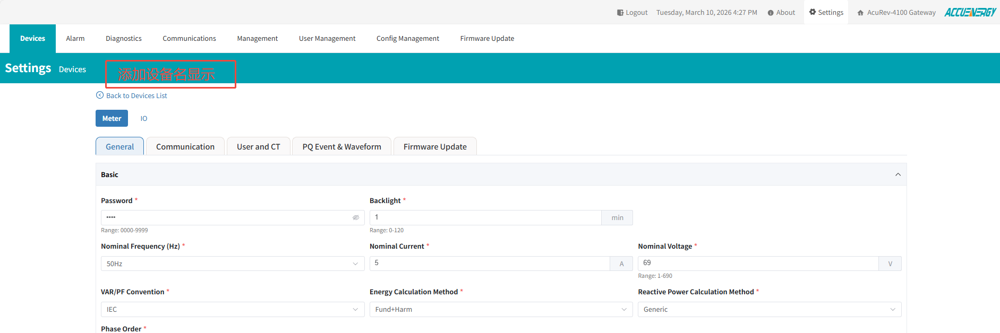 Logout Tuesday, March 10, 2026 4:27 PM About Settings AcuRev-4100 Gateway ACCUENERGY
Devices Alarm Diagnostics Communications Management User Management Config Management Firmware Update
Settings Devices 添加设备名显示
Back to Devices List
Meter IO
General Communication User and CT PQ Event & Waveform Firmware Update
Basic
Password * Backlight *
•••• 1 min
Range: 0000-9999 Range: 0-120
Nominal Frequency (Hz) * Nominal Current * Nominal Voltage *
50Hz 5 A 69 V
Range: 1-690
VAR/PF Convention * Energy Calculation Method * Reactive Power Calculation Method *
IEC Fund+Harm Generic
Phase Order *